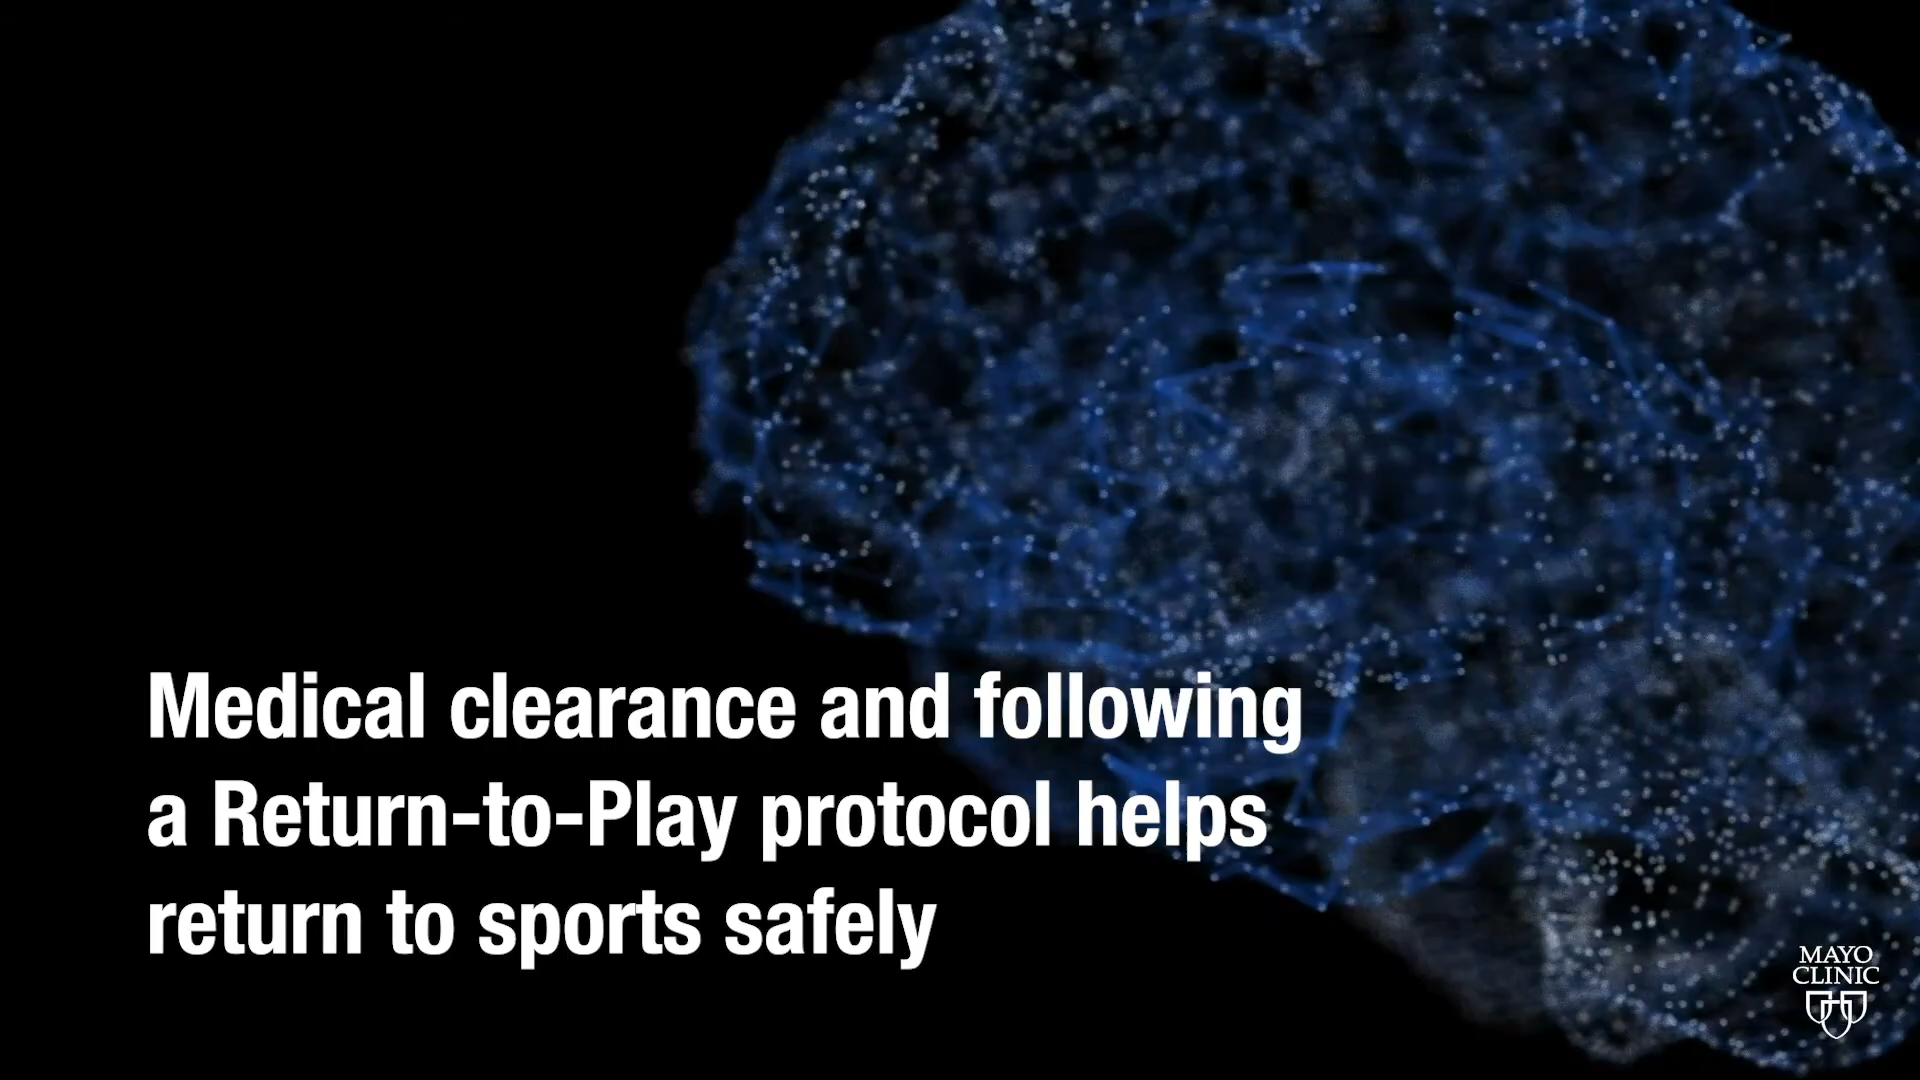 Medical clearance and following
a Return-to-Play protocol helps
return to sports safely
MAYO
CLINIC